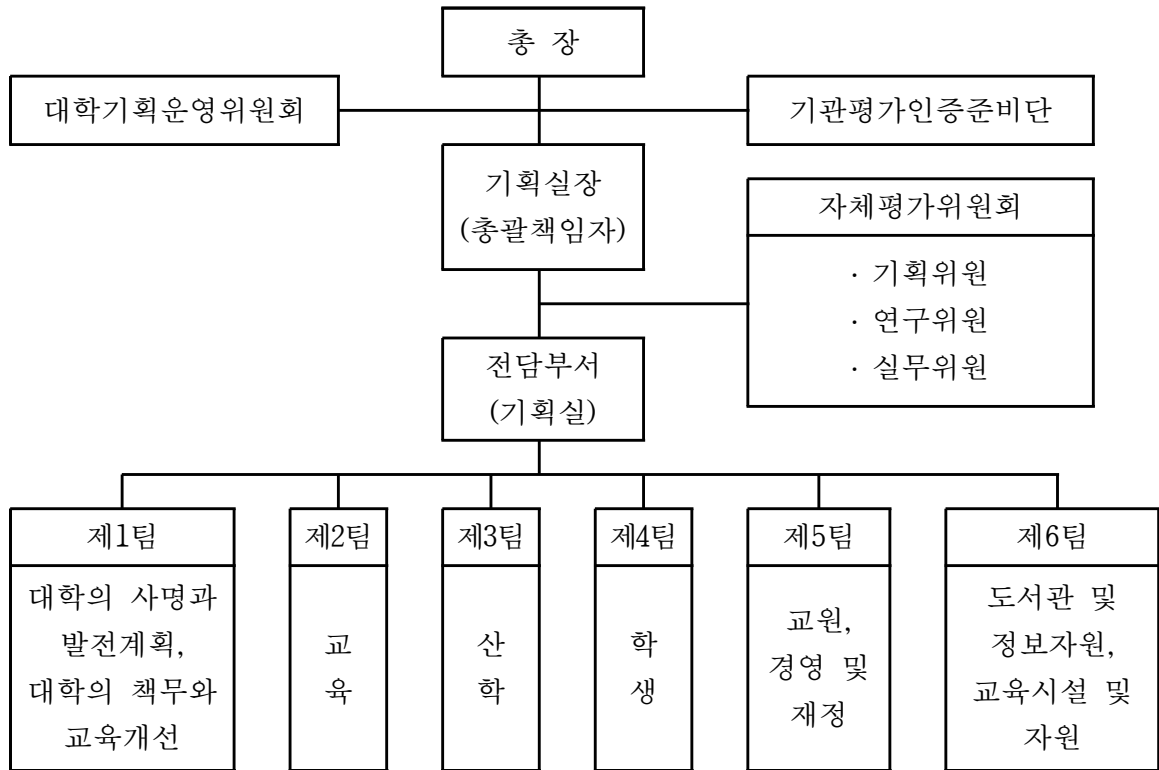 총 장
대학기획운영위원회
기관평가인증준비단
기획실장
(총괄책임자)
자체평가위원회
· 기획위원
· 연구위원
· 실무위원
전담부서
(기획실)
제1팀
대학의 사명과
발전계획,
대학의 책무와
교육개선
제2팀
교
육
제3팀
산
학
제4팀
학
생
제5팀
교원,
경영 및
재정
제6팀
도서관 및
정보자원,
교육시설 및
자원